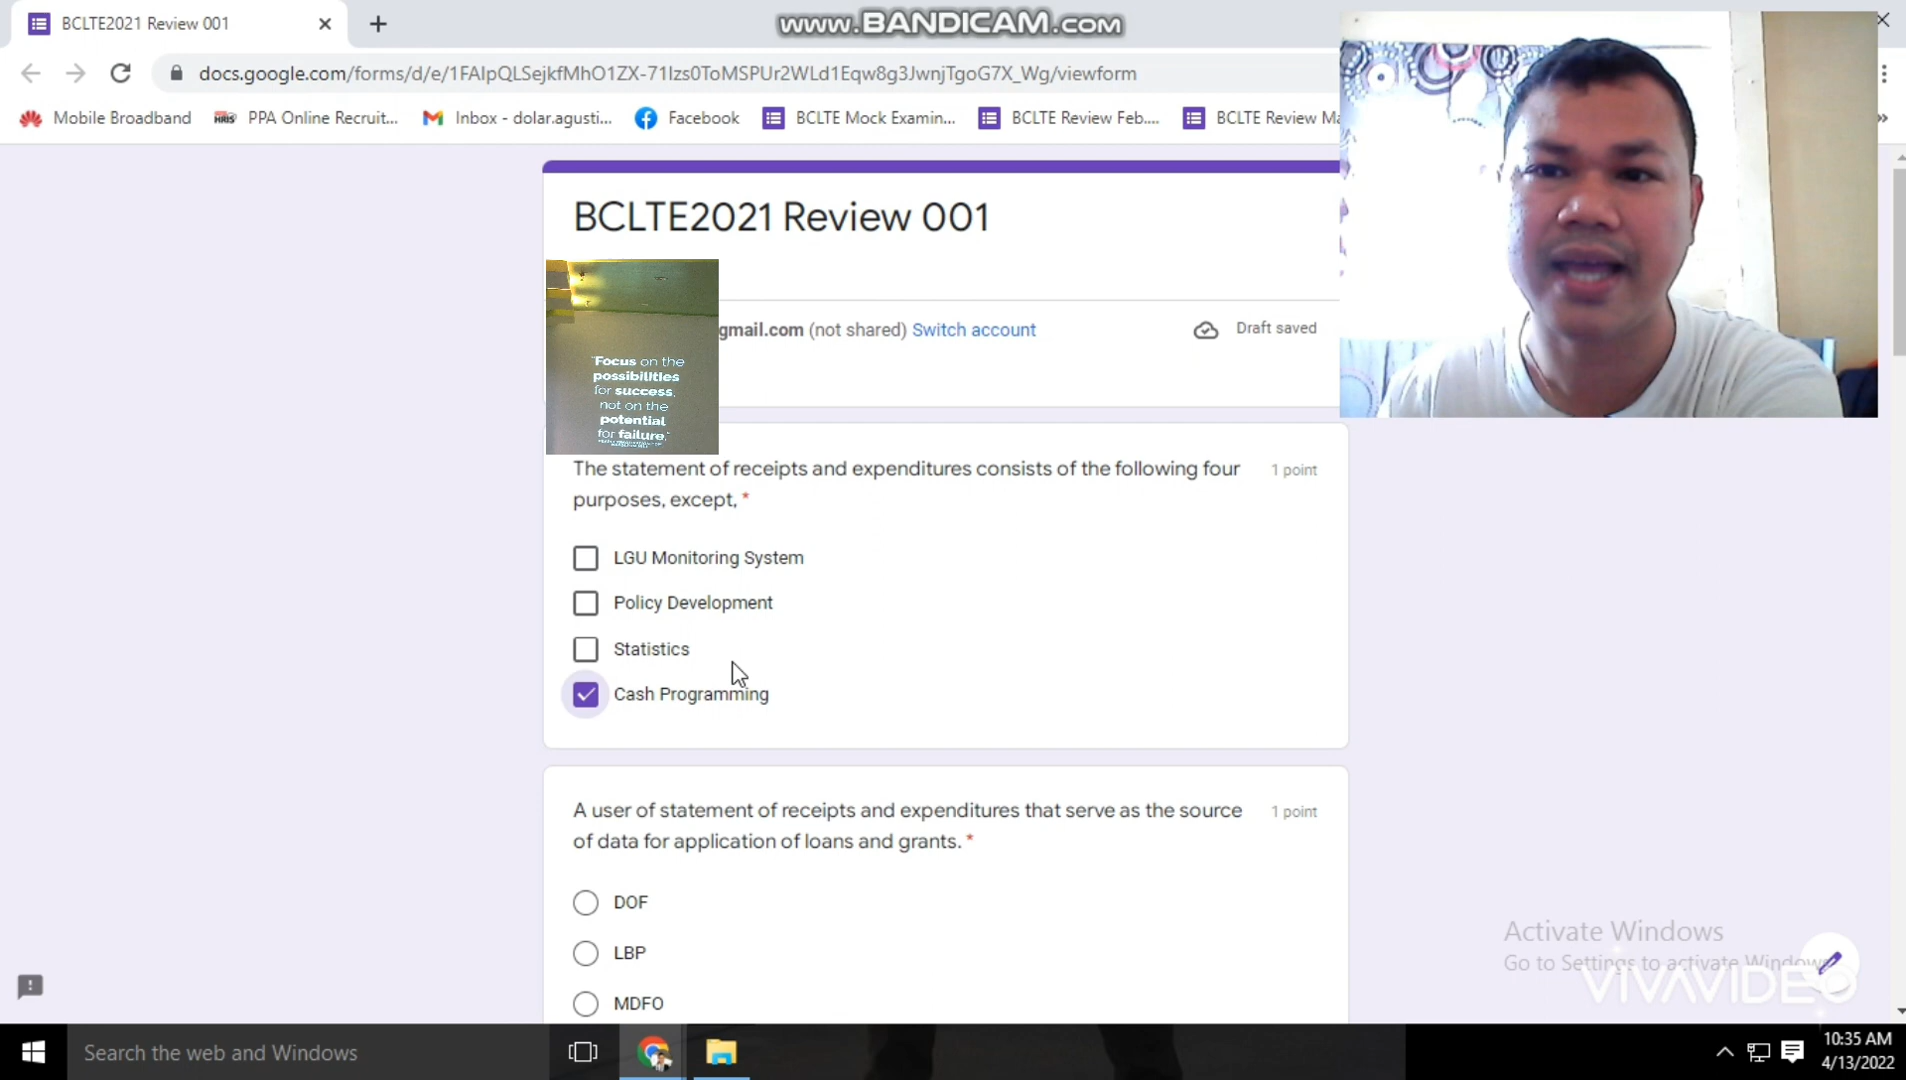 BCLTE2021 Review 001
www.BANDICAM.com
docs.google.com/forms/d/e/1FAIpQLSejkfMhO1ZX-71Izs0ToMSPUr2WLd1Eqw8g3JwnjTgoG7X_Wg/viewform
Mobile Broadband
HRIS
PPA Online Recruit...
Inbox - dolar.agusti...
Facebook
BCLTE Mock Examin...
BCLTE Review Feb....
BCLTE Review Ma
BCLTE2021 Review 001
gmail.com (not shared) Switch account
Draft saved
"Focus on the
possibilities
for success,
not on the
potential
for failure."
The statement of receipts and expenditures consists of the following four
purposes, except, *
1 point
LGU Monitoring System
Policy Development
Statistics
Cash Programming
A user of statement of receipts and expenditures that serve as the source
of data for application of loans and grants. *
1 point
DOF
LBP
MDFO
Activate Windows
Go to Settings to activate Windows.
VIVAVIDEO
Search the web and Windows
10:35 AM
4/13/2022